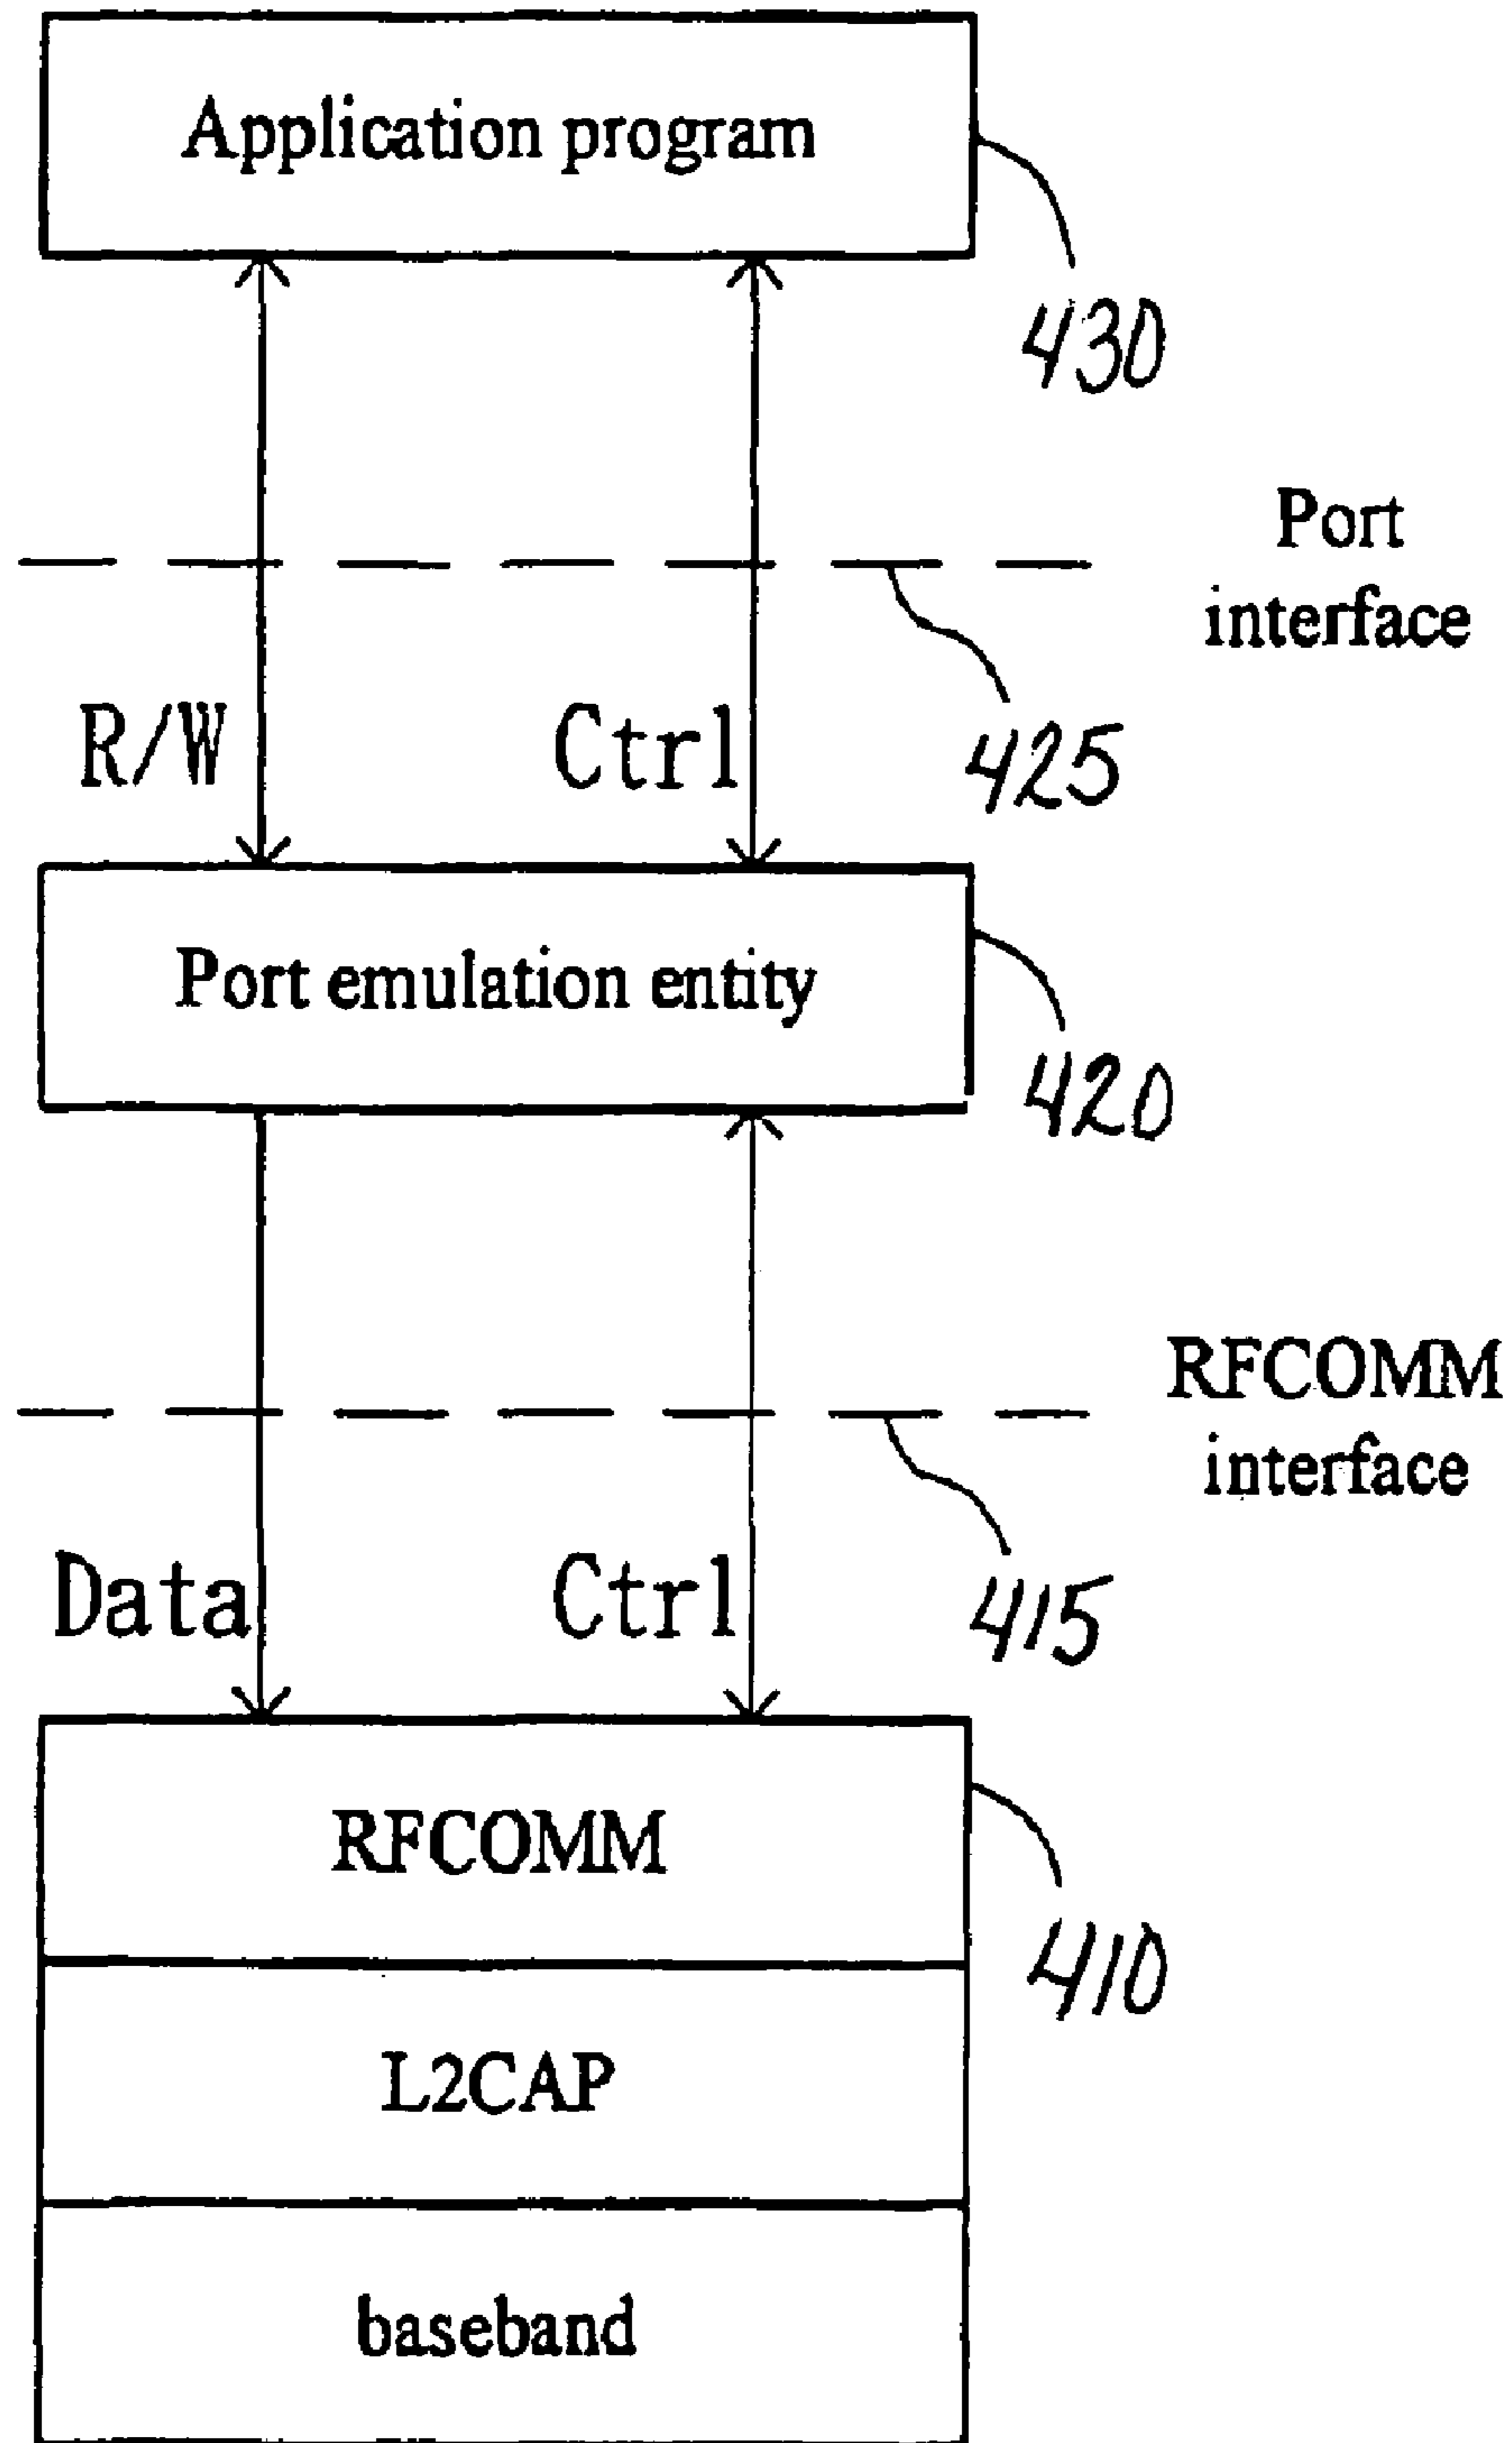 Application program
430
Port
interface
R/W
Ctrl
425
Port emulation entity
420
RFCOMM
interface
Data
Ctrl
415
RFCOMM
410
L2CAP
baseband